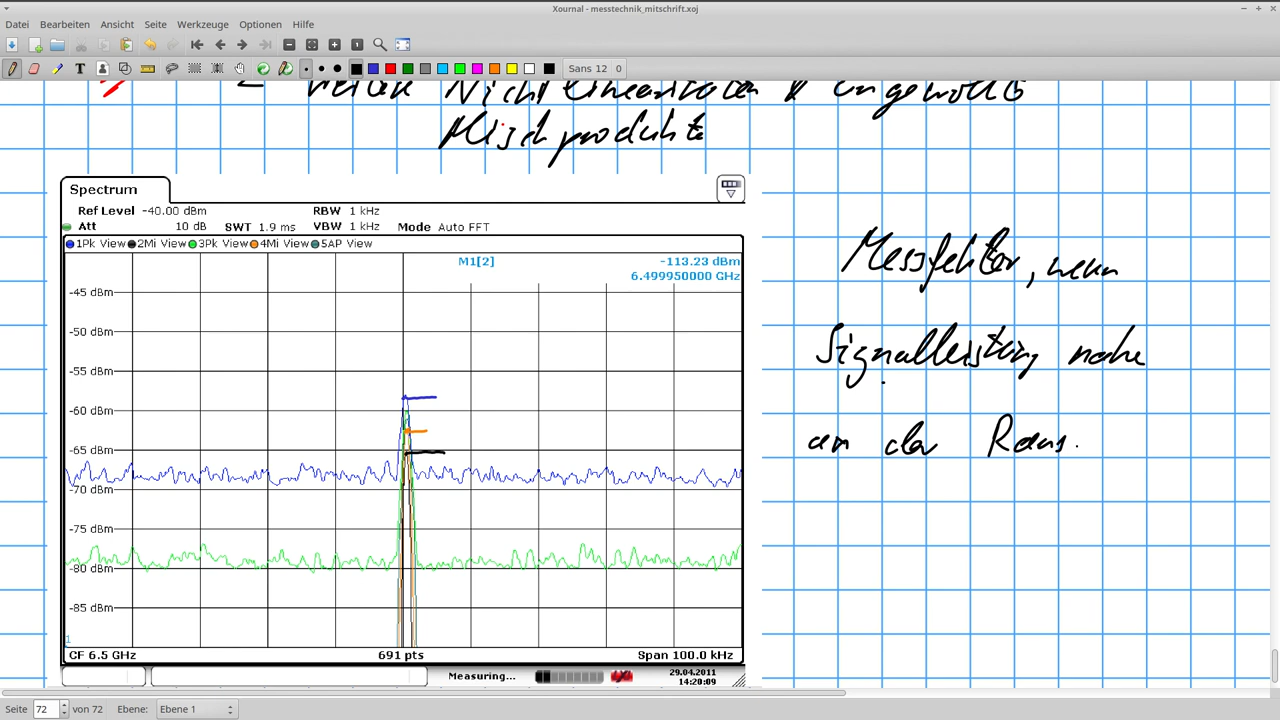 Xournal - messtechnik_mitschrift.xoj
Datei Bearbeiten Ansicht Seite Werkzeuge Optionen Hilfe
Sans 12 0
Nichtlinearitäten & ungewollte
Mischprodukte
Spectrum
Ref Level -40.00 dBm RBW 1 kHz
Att 10 dB SWT 1.9 ms VBW 1 kHz Mode Auto FFT
1Pk View 2Mi View 3Pk View 4Mi View 5AP View
M1[2] -113.23 dBm
6.499950000 GHz
-45 dBm
-50 dBm
-55 dBm
-60 dBm
-65 dBm
-70 dBm
-75 dBm
-80 dBm
-85 dBm
1
CF 6.5 GHz 691 pts Span 100.0 kHz
Measuring... 29.04.2011
14:20:09
Messfehler, wenn
Signalleistung nahe
an der Raus.
Seite 72 von 72 Ebene: Ebene 1